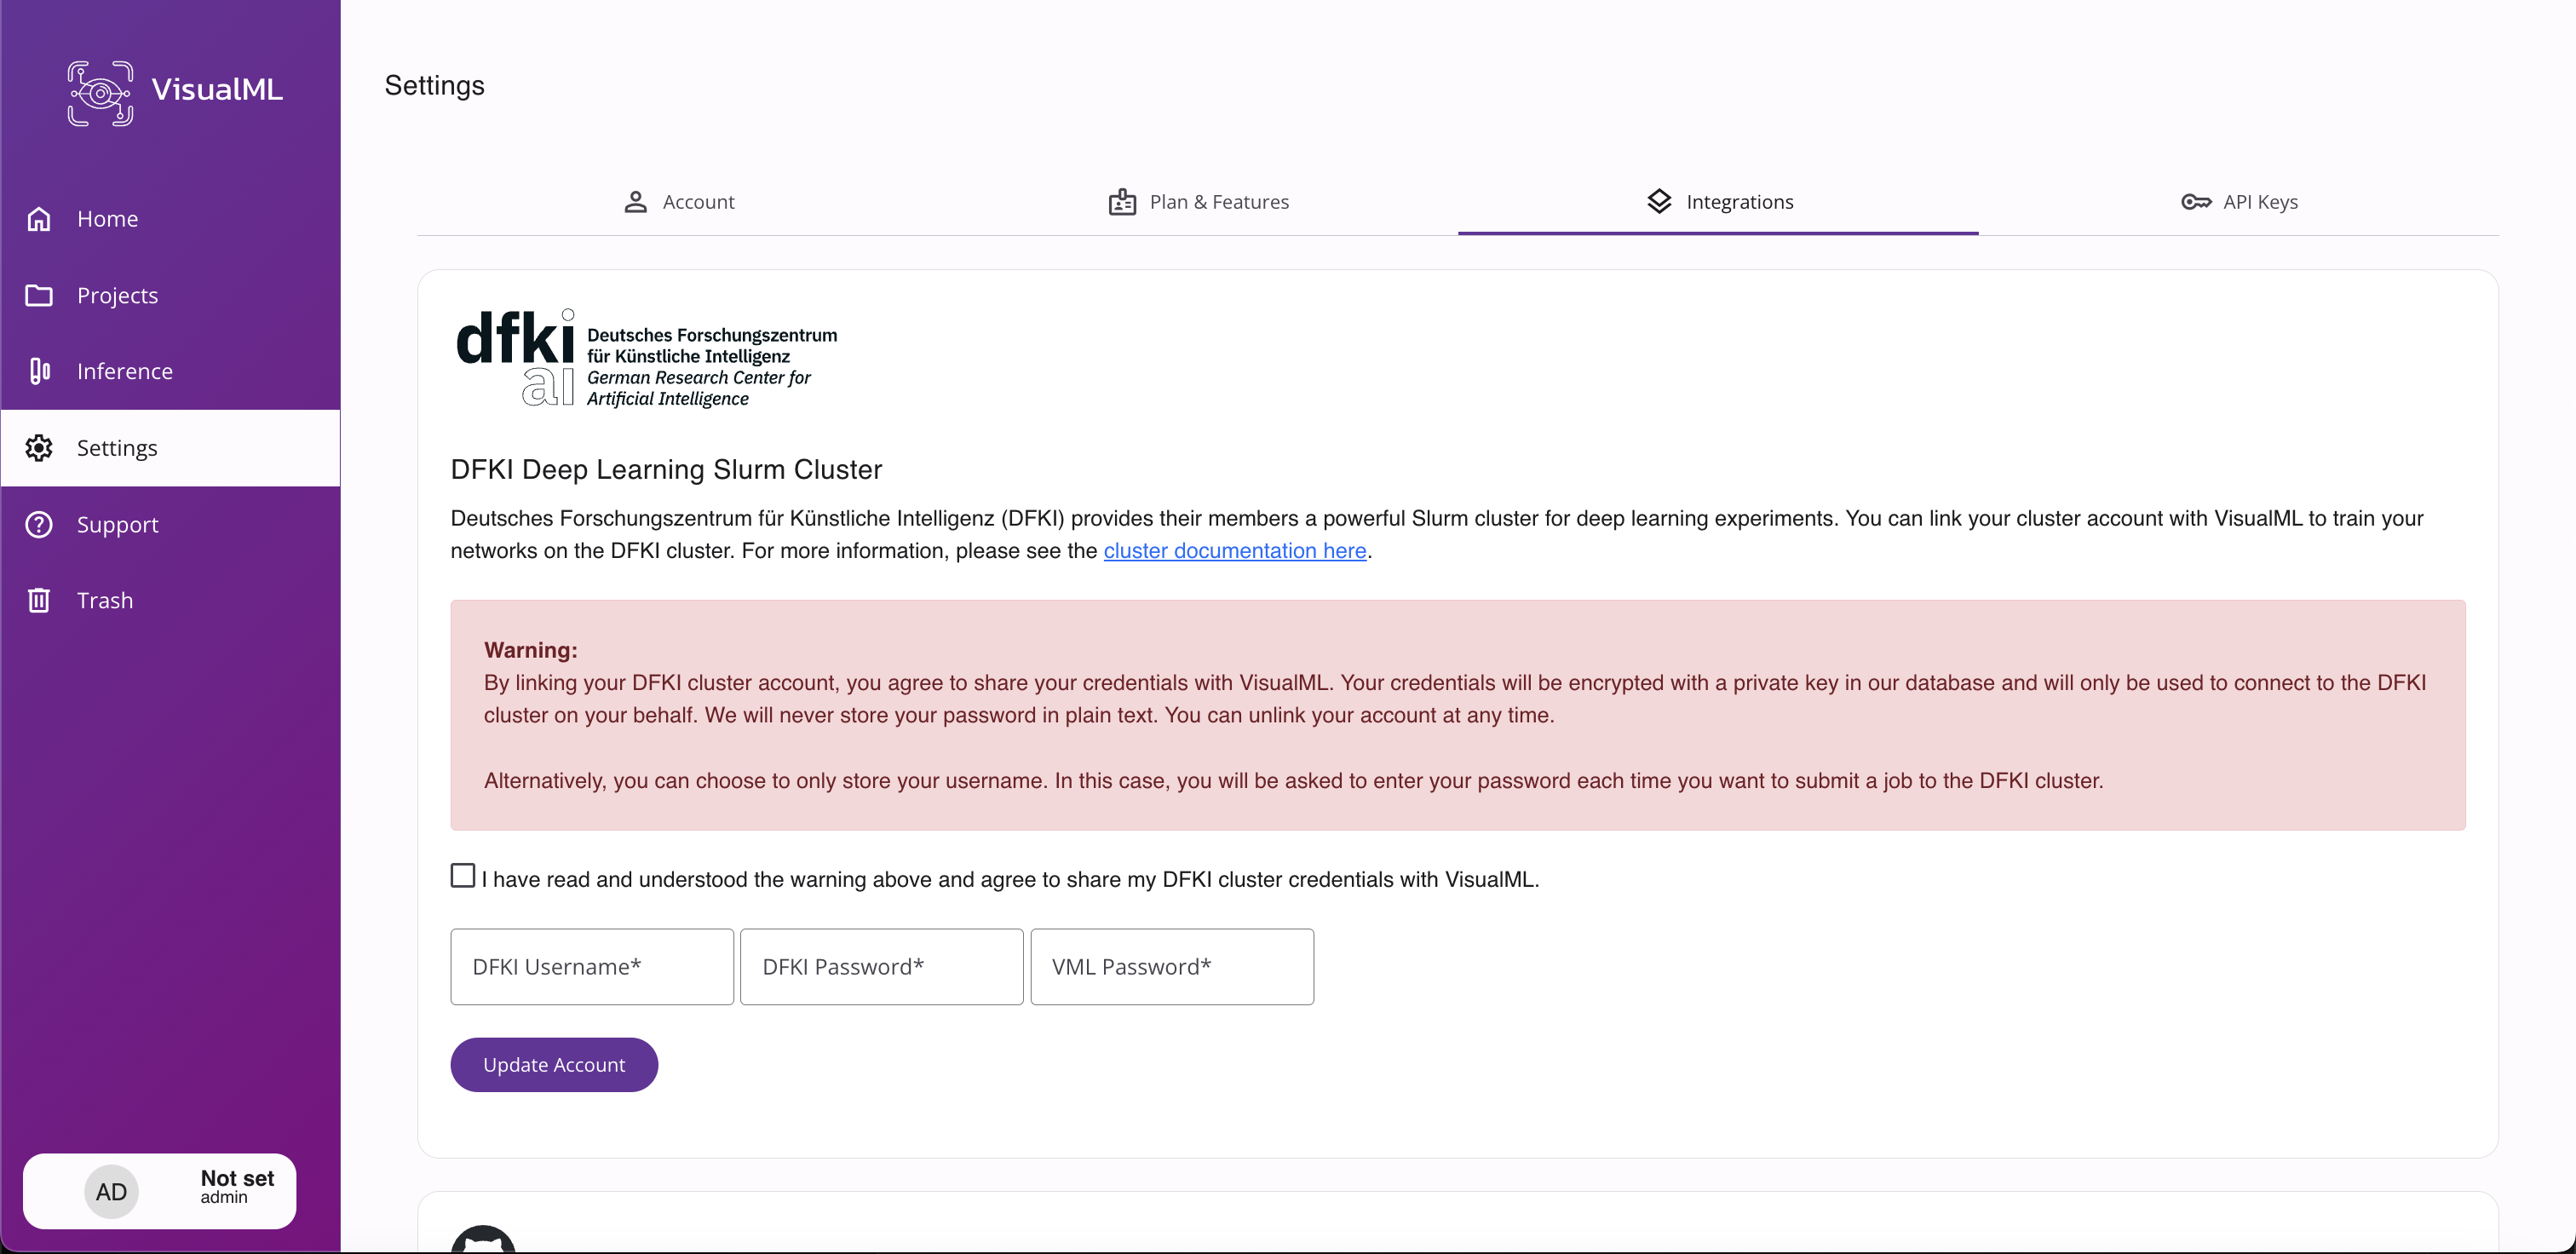 VisualML
Home
Projects
Inference
Settings
Support
Trash
AD
Not set
admin
Settings
Account
Plan & Features
Integrations
API Keys
dfki
ai
Deutsches Forschungszentrum
für Künstliche Intelligenz
German Research Center for
Artificial Intelligence
DFKI Deep Learning Slurm Cluster
Deutsches Forschungszentrum für Künstliche Intelligenz (DFKI) provides their members a powerful Slurm cluster for deep learning experiments. You can link your cluster account with VisualML to train your
networks on the DFKI cluster. For more information, please see the cluster documentation here.
Warning:
By linking your DFKI cluster account, you agree to share your credentials with VisualML. Your credentials will be encrypted with a private key in our database and will only be used to connect to the DFKI
cluster on your behalf. We will never store your password in plain text. You can unlink your account at any time.
Alternatively, you can choose to only store your username. In this case, you will be asked to enter your password each time you want to submit a job to the DFKI cluster.
I have read and understood the warning above and agree to share my DFKI cluster credentials with VisualML.
DFKI Username*
DFKI Password*
VML Password*
Update Account